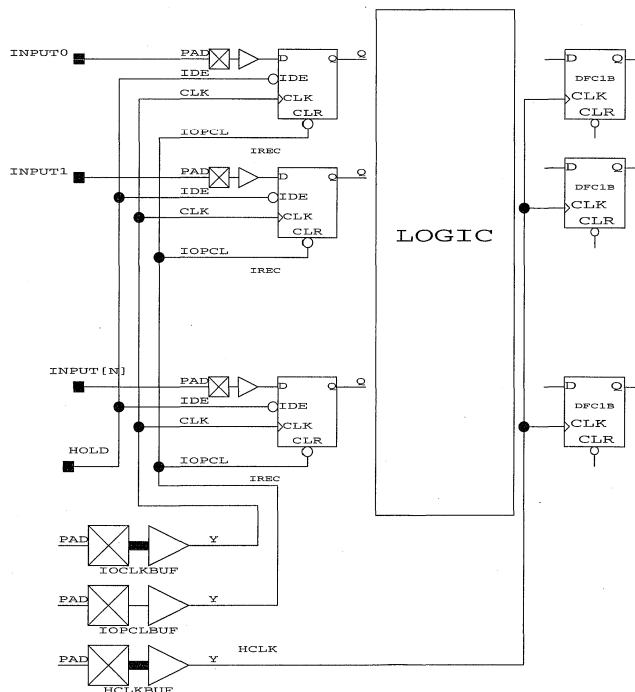 INPUT0 PAD D Q D
IDE IDE DFC1B
CLK CLK CLK
CLR CLR
IOPCL
IREC
INPUT1 PAD D Q D
IDE IDE DFC1B
CLK CLK CLK
CLR CLR
IOPCL
IREC
LOGIC
INPUT[N] PAD D Q D Q
IDE IDE DFC1B
CLK CLK CLK
CLR CLR
HOLD
IOPCL
IREC
PAD Y
IOCLKBUF
PAD Y
IOPCLBUF
HCLK
PAD Y
HCLKBUF